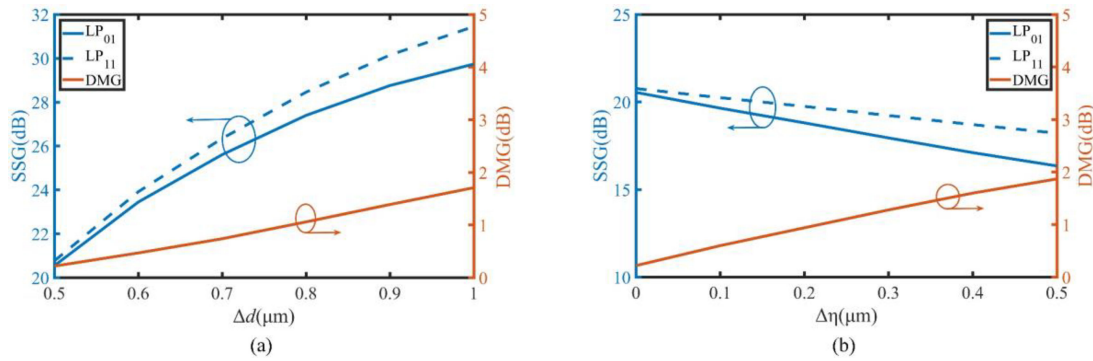 32
30
28
26
24
22
20
SSG(dB)
LP01
LP11
DMG
5
4
3
2
1
0
DMG(dB)
0.5 0.6 0.7 0.8 0.9 1
Δd(μm)
(a)
25
20
15
10
SSG(dB)
LP01
LP11
DMG
5
4
3
2
1
0
DMG(dB)
0 0.1 0.2 0.3 0.4 0.5
Δη(μm)
(b)